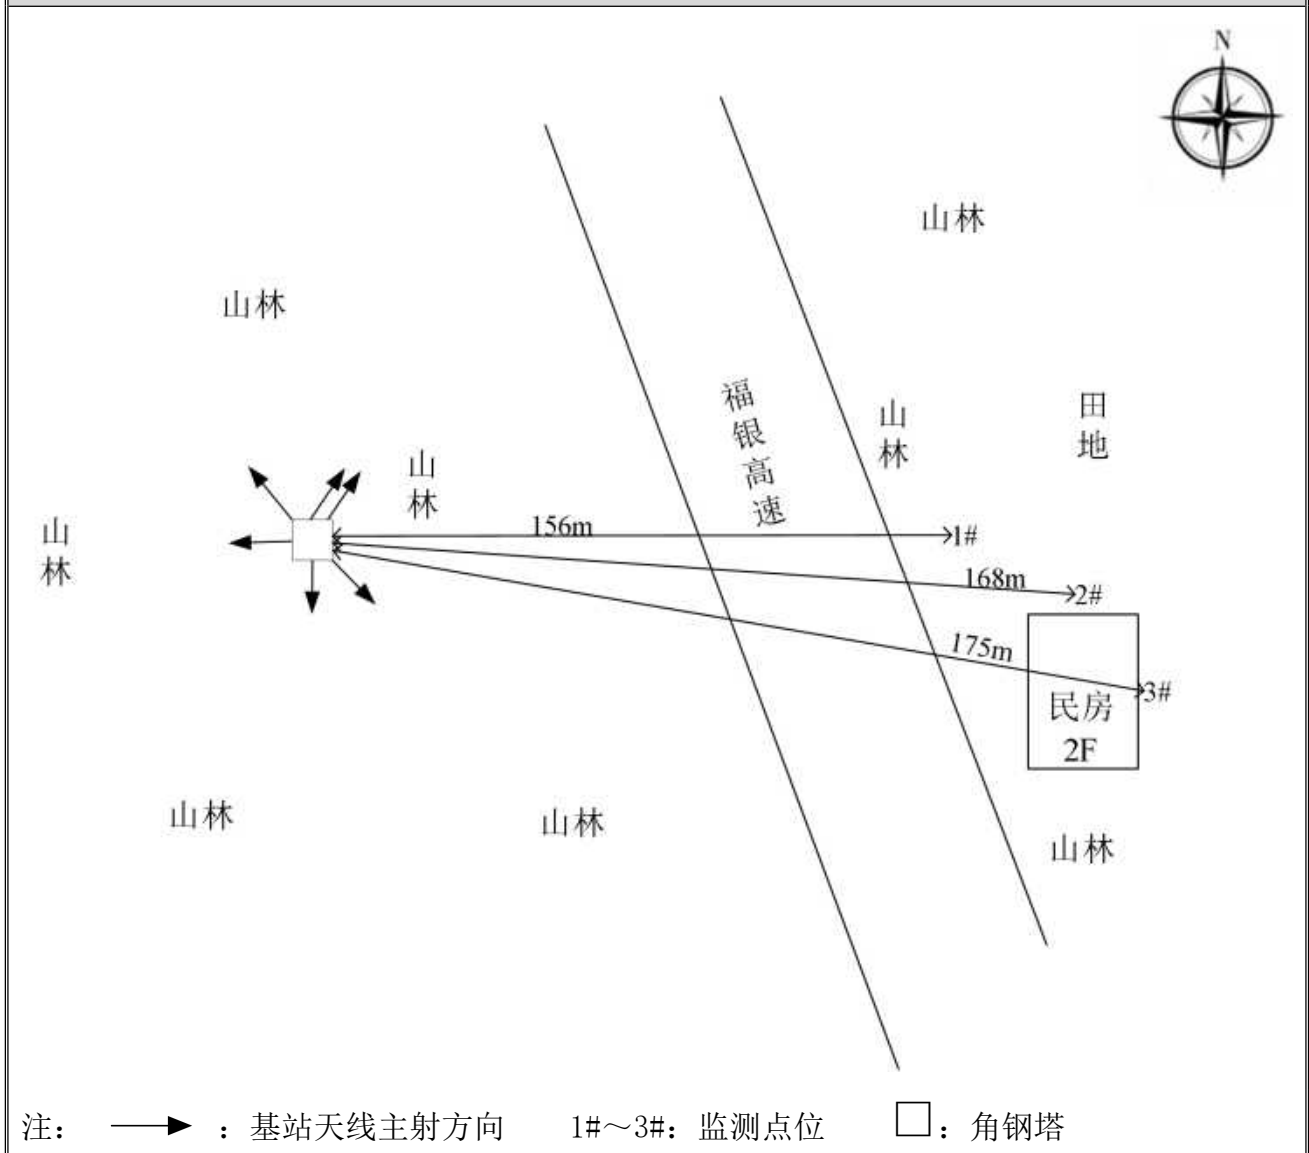 N
山林
山林
福银高速
山林
田地
山林
山林
156m
1#
168m
2#
175m
3#
民房
2F
山林
山林
山林
注： ：基站天线主射方向 1#～3#：监测点位 ：角钢塔